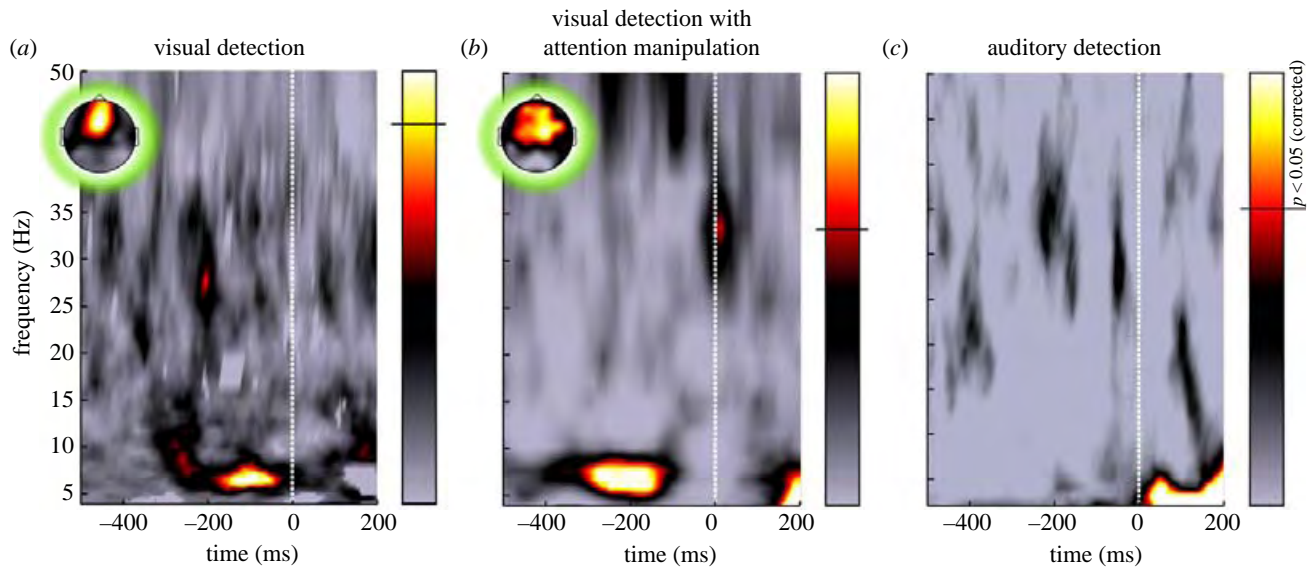 (a) visual detection
(b) visual detection with
attention manipulation
(c) auditory detection
frequency (Hz)
50
35
35
25
20
15
10
5
–400 –200 0 200
time (ms)
–400 –200 0 200
time (ms)
–400 –200 0 200
time (ms)
p < 0.05 (corrected)